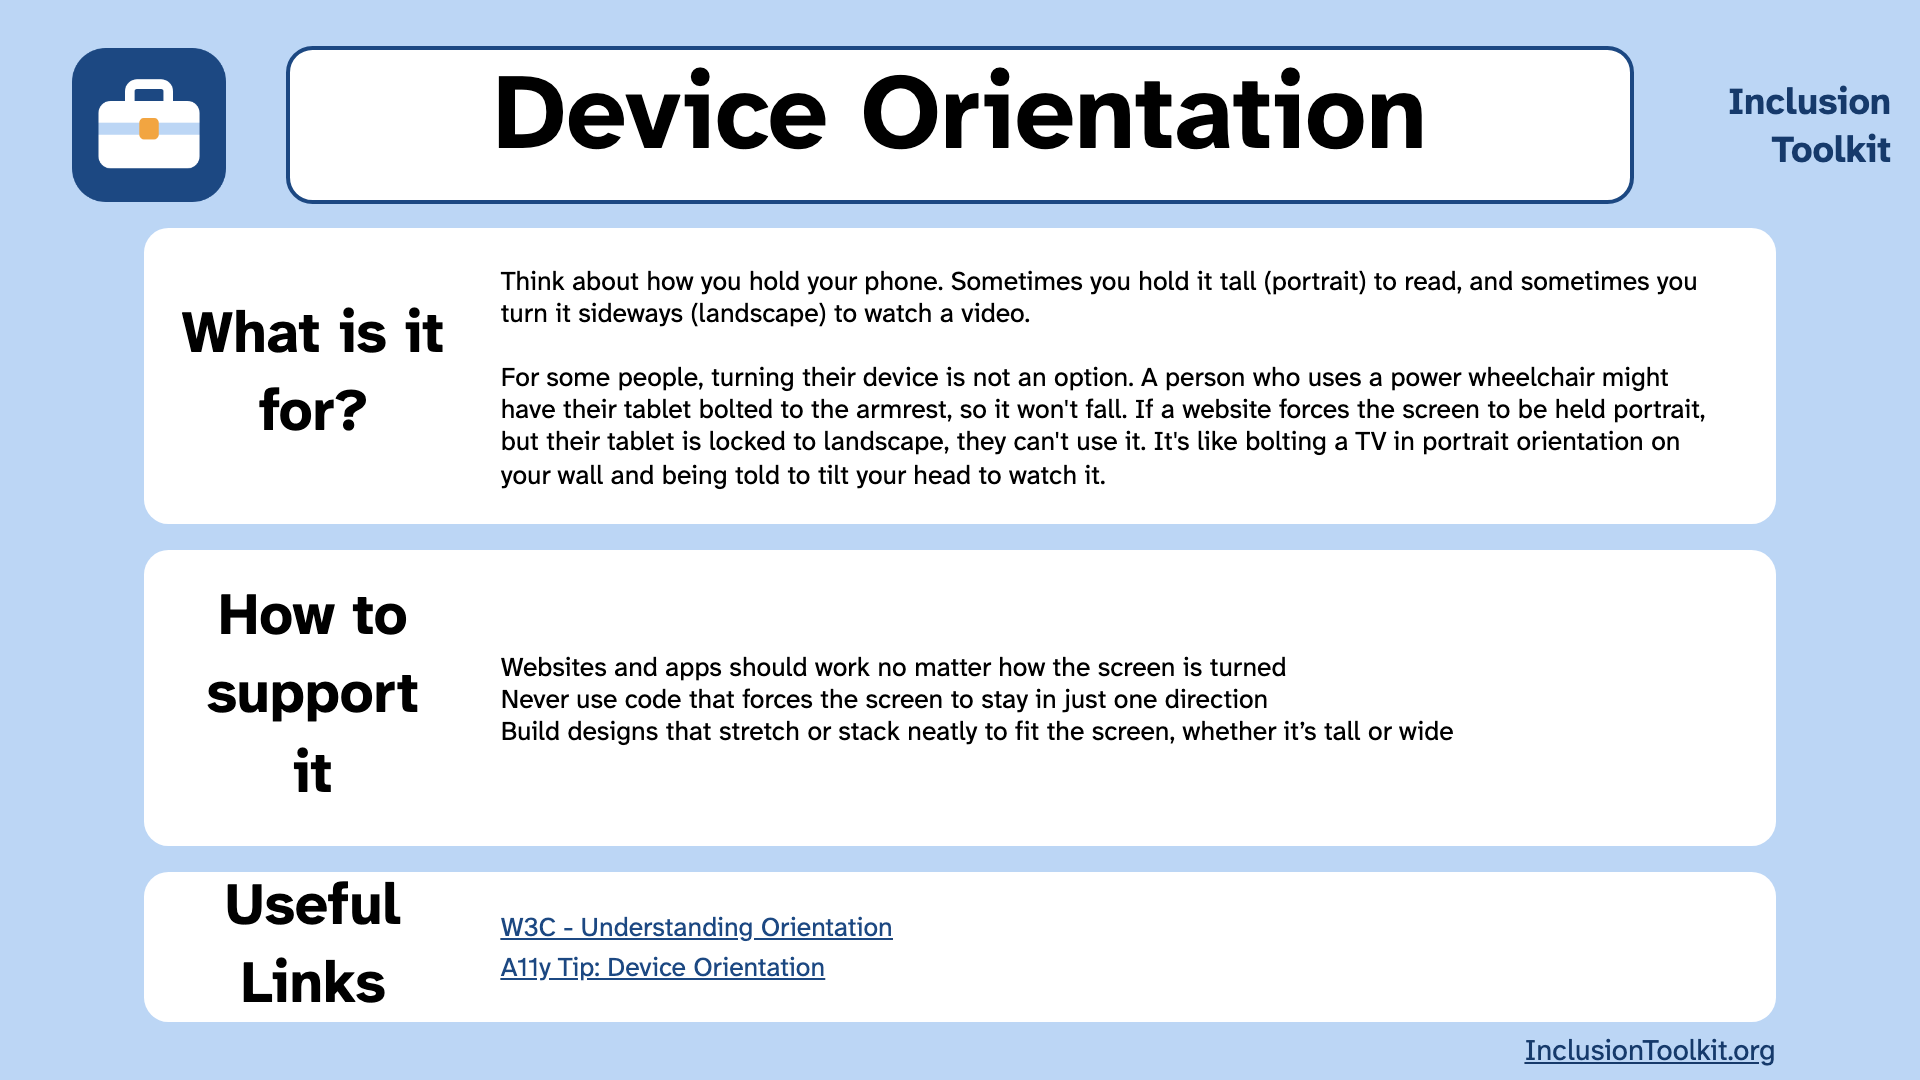 Device Orientation
Inclusion
Toolkit
What is it
for?
Think about how you hold your phone. Sometimes you hold it tall (portrait) to read, and sometimes you
turn it sideways (landscape) to watch a video.
For some people, turning their device is not an option. A person who uses a power wheelchair might
have their tablet bolted to the armrest, so it won't fall. If a website forces the screen to be held portrait,
but their tablet is locked to landscape, they can't use it. It's like bolting a TV in portrait orientation on
your wall and being told to tilt your head to watch it.
How to
support
it
Websites and apps should work no matter how the screen is turned
Never use code that forces the screen to stay in just one direction
Build designs that stretch or stack neatly to fit the screen, whether it’s tall or wide
Useful
Links
W3C - Understanding Orientation
A11y Tip: Device Orientation
InclusionToolkit.org